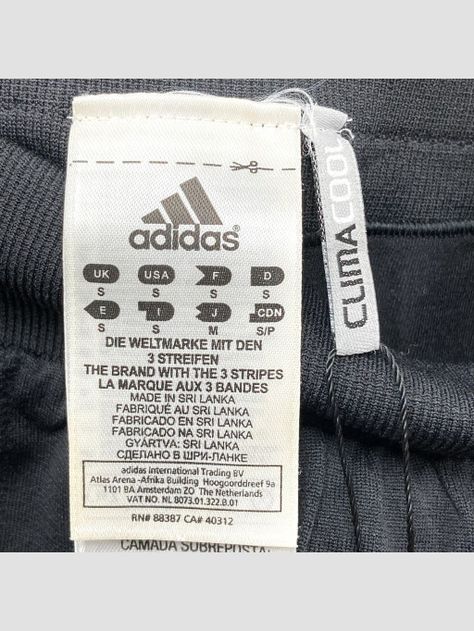 adidas®
UK USA F D
S S S S
E I J CDN
S S M S/P
DIE WELTMARKE MIT DEN
3 STREIFEN
THE BRAND WITH THE 3 STRIPES
LA MARQUE AUX 3 BANDES
MADE IN SRI LANKA
FABRIQUÉ AU SRI LANKA
FABRICADO EN SRI LANKA
FABRICADO NA SRI LANKA
GYÁRTVA: SRI LANKA
СДЕЛАНО В ШРИ-ЛАНКЕ
adidas International Trading BV
Atlas Arena -Afrika Building Hoogoorddreef 9a
1101 BA Amsterdam ZO The Netherlands
VAT NO. NL 8073.01.322.B.01
RN# 88387 CA# 40312
CAMADA SUBREPOSTA:
CLIMACOOL